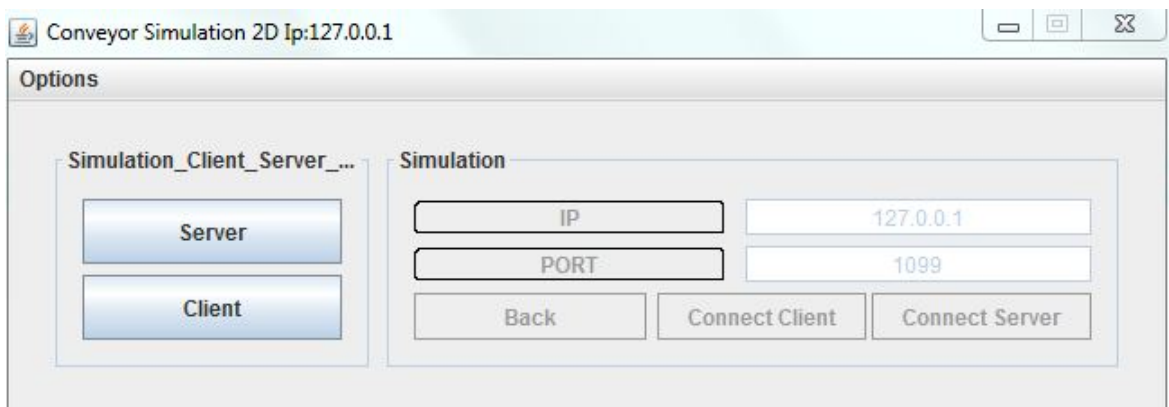 Conveyor Simulation 2D Ip:127.0.0.1
Options
Simulation_Client_Server_...
Server
Client
Simulation
IP 127.0.0.1
PORT 1099
Back Connect Client Connect Server